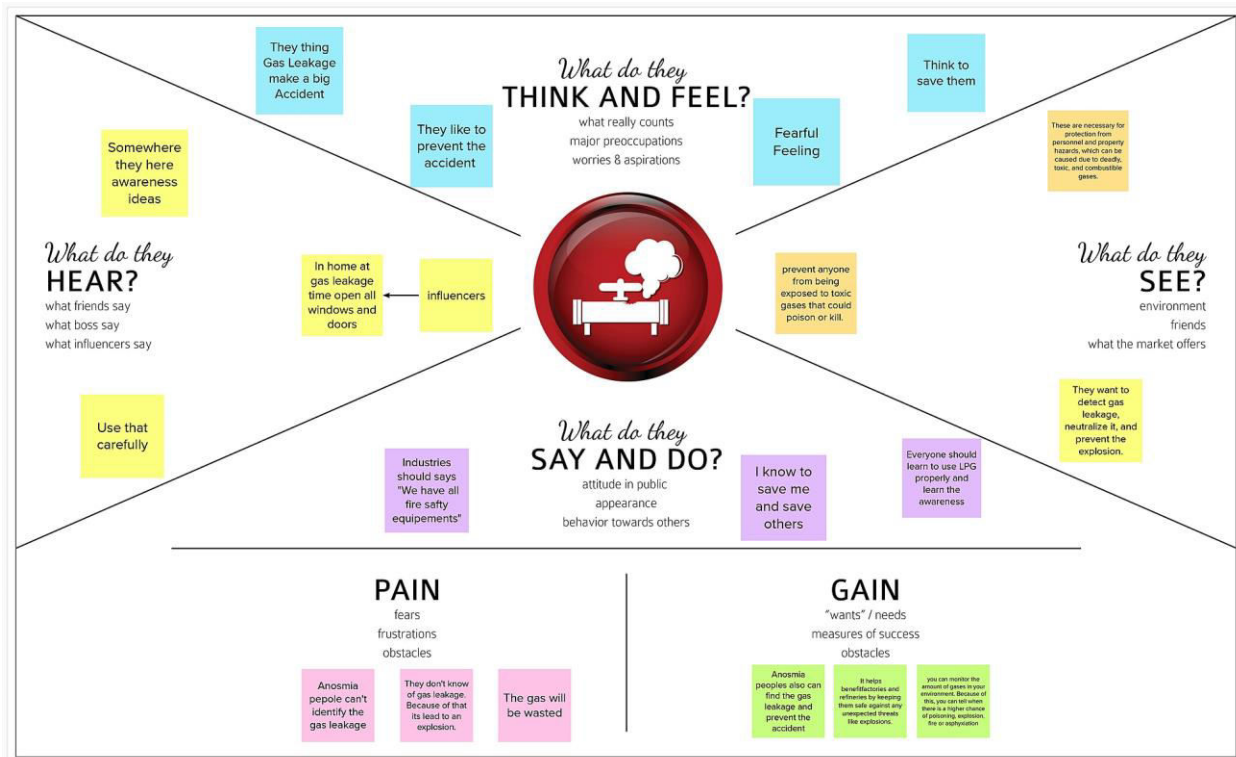 They thing
Gas Leakage
make a big
Accident
They like to
prevent the
accident
What do they
THINK AND FEEL?
what really counts
major preoccupations
worries & aspirations
Fearful
Feeling
Think to
save them
Somewhere
they here
awareness
ideas
What do they
HEAR?
what friends say
what boss say
what influencers say
In home at
gas leakage
time open all
windows and
doors
influencers
Use that
carefully
These are necessary for
protection from
personnel and property
hazards, which can be
caused due to deadly,
toxic, and combustible
gases.
prevent anyone
from being
exposed to toxic
gases that could
poison or kill.
What do they
SEE?
environment
friends
what the market offers
They want to
detect gas
leakage,
neutralize it, and
prevent the
explosion.
What do they
SAY AND DO?
attitude in public
appearance
behavior towards others
Industries
should says
"We have all
fire safty
equipements"
I know to
save me
and save
others
Everyone should
learn to use LPG
properly and
learn the
awareness
PAIN
fears
frustrations
obstacles
Anosmia
pepole can't
identify the
gas leakage
They don't know
of gas leakage.
Because of that
its lead to an
explosion.
The gas will
be wasted
GAIN
"wants" / needs
measures of success
obstacles
Anosmia
peoples also can
find the gas
leakage and
prevent the
accident
It helps
benefitfactories and
refineries by keeping
them safe against any
unexpected threats
like explosions.
you can monitor the
amount of gases in your
environment. Because of
this, you can tell when
there is a higher chance
of poisoning, explosion,
fire or asphyxiation